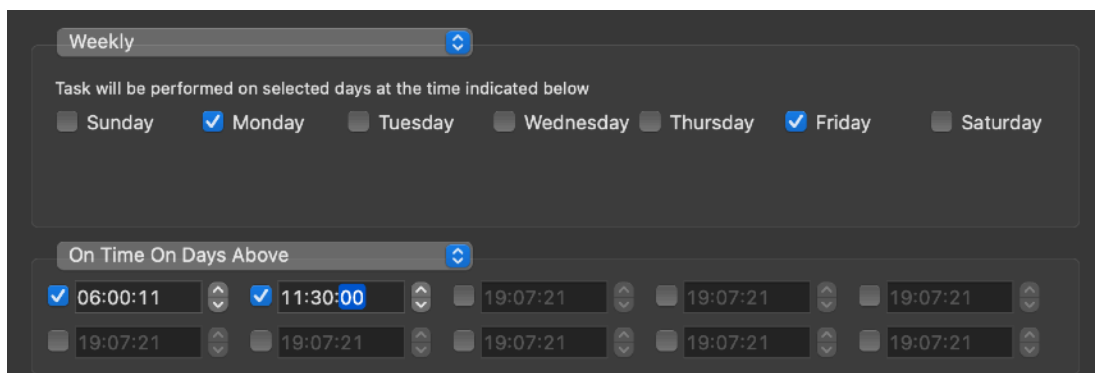 Weekly
Task will be performed on selected days at the time indicated below
Sunday Monday Tuesday Wednesday Thursday Friday Saturday
On Time On Days Above
06:00:11 11:30:00 19:07:21 19:07:21 19:07:21
19:07:21 19:07:21 19:07:21 19:07:21 19:07:21